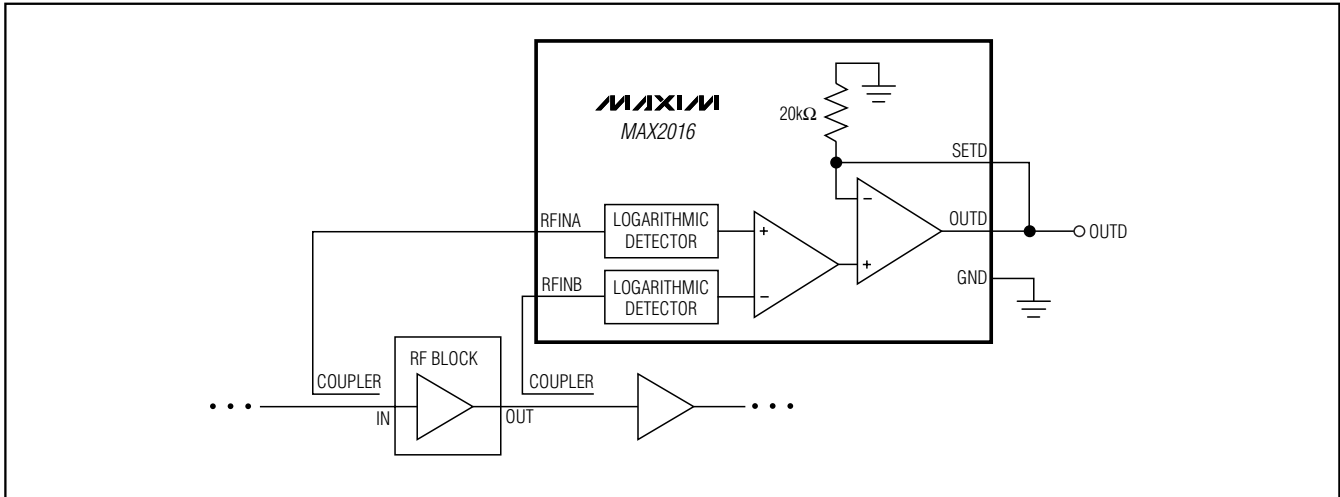 MAXIM
MAX2016
20kΩ
SETD
RFINA
LOGARITHMIC
DETECTOR
OUTD
OUTD
RFINB
LOGARITHMIC
DETECTOR
GND
RF BLOCK
COUPLER
COUPLER
IN
OUT